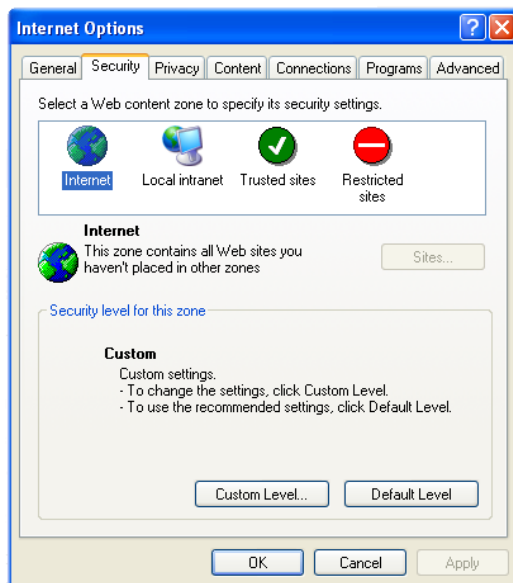 Internet Options
General Security Privacy Content Connections Programs Advanced
Select a Web content zone to specify its security settings.
Internet Local intranet Trusted sites Restricted
sites
Internet
This zone contains all Web sites you
haven't placed in other zones
Sites...
Security level for this zone
Custom
Custom settings.
- To change the settings, click Custom Level.
- To use the recommended settings, click Default Level.
Custom Level... Default Level
OK Cancel Apply